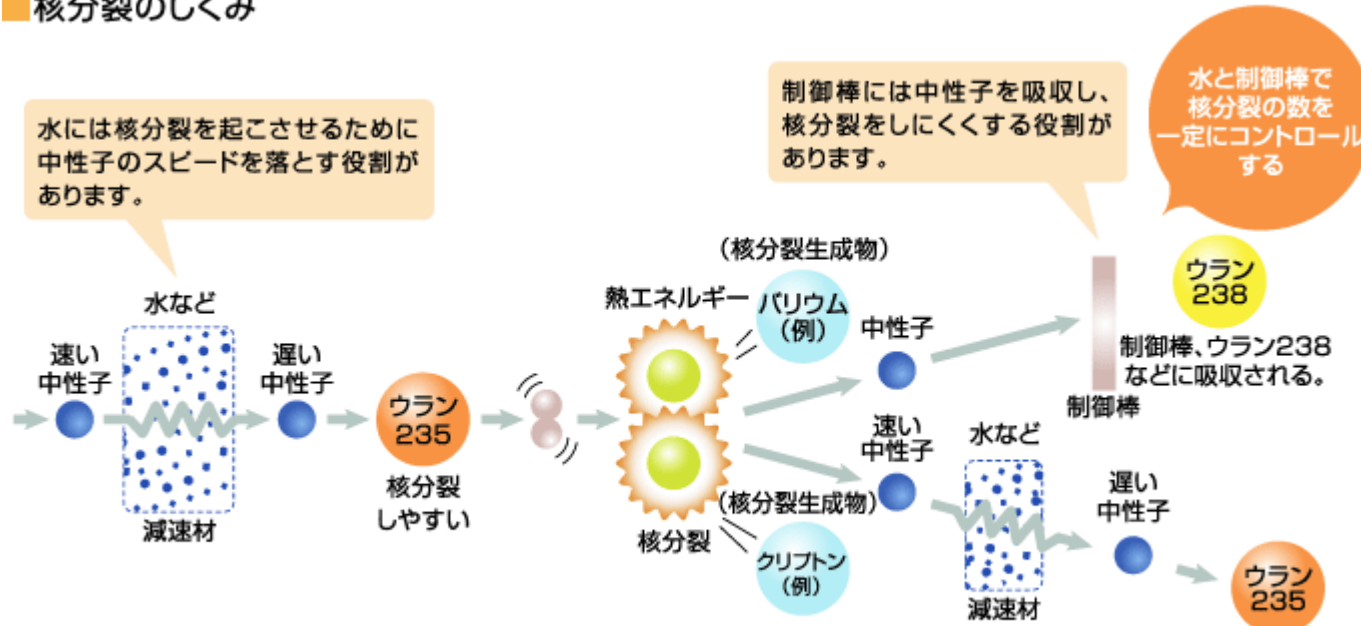 核分裂のしくみ
水には核分裂を起こさせるために
中性子のスピードを落とす役割が
あります。
制御棒には中性子を吸収し、
核分裂をしにくくする役割が
あります。
水と制御棒で
核分裂の数を
一定にコントロール
する
速い
中性子
水など
減速材
遅い
中性子
ウラン
235
核分裂
しやすい
熱エネルギー
核分裂
(核分裂生成物)
バリウム
(例)
(核分裂生成物)
クリプトン
(例)
中性子
制御棒
ウラン
238
制御棒、ウラン238
などに吸収される。
速い
中性子
水など
減速材
遅い
中性子
ウラン
235